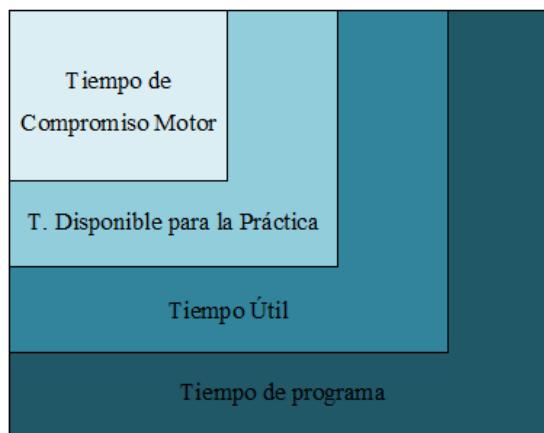 Tiempo de
Compromiso Motor
T. Disponible para la Práctica
Tiempo Útil
Tiempo de programa